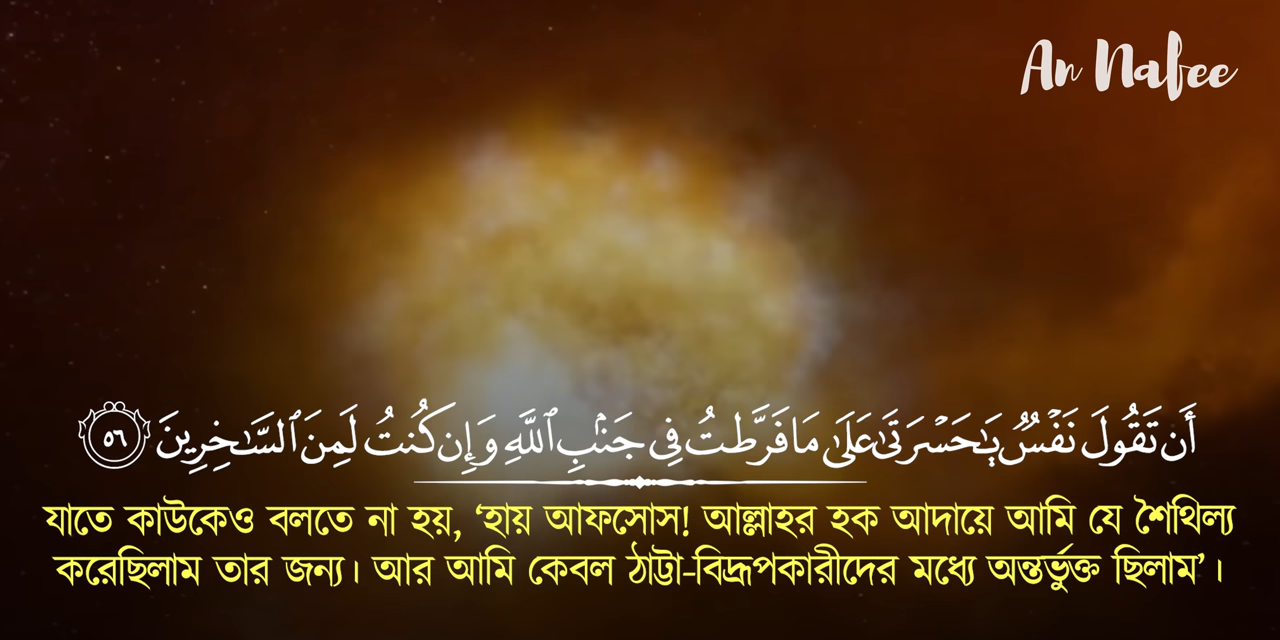 An Nafee
أَن تَقُولَ نَفْسٌ يَٰحَسْرَتَىٰ عَلَىٰ مَا فَرَّطتُ فِى جَنۢبِ ٱللَّهِ وَإِن كُنتُ لَمِنَ ٱلسَّٰخِرِينَ ٥٦
যাতে কাউকেও বলতে না হয়, ‘হায় আফসোস! আল্লাহর হক আদায়ে আমি যে শৈথিল্য
করেছিলাম তার জন্য। আর আমি কেবল ঠাট্টা-বিদ্রূপকারীদের মধ্যে অন্তর্ভুক্ত ছিলাম’।